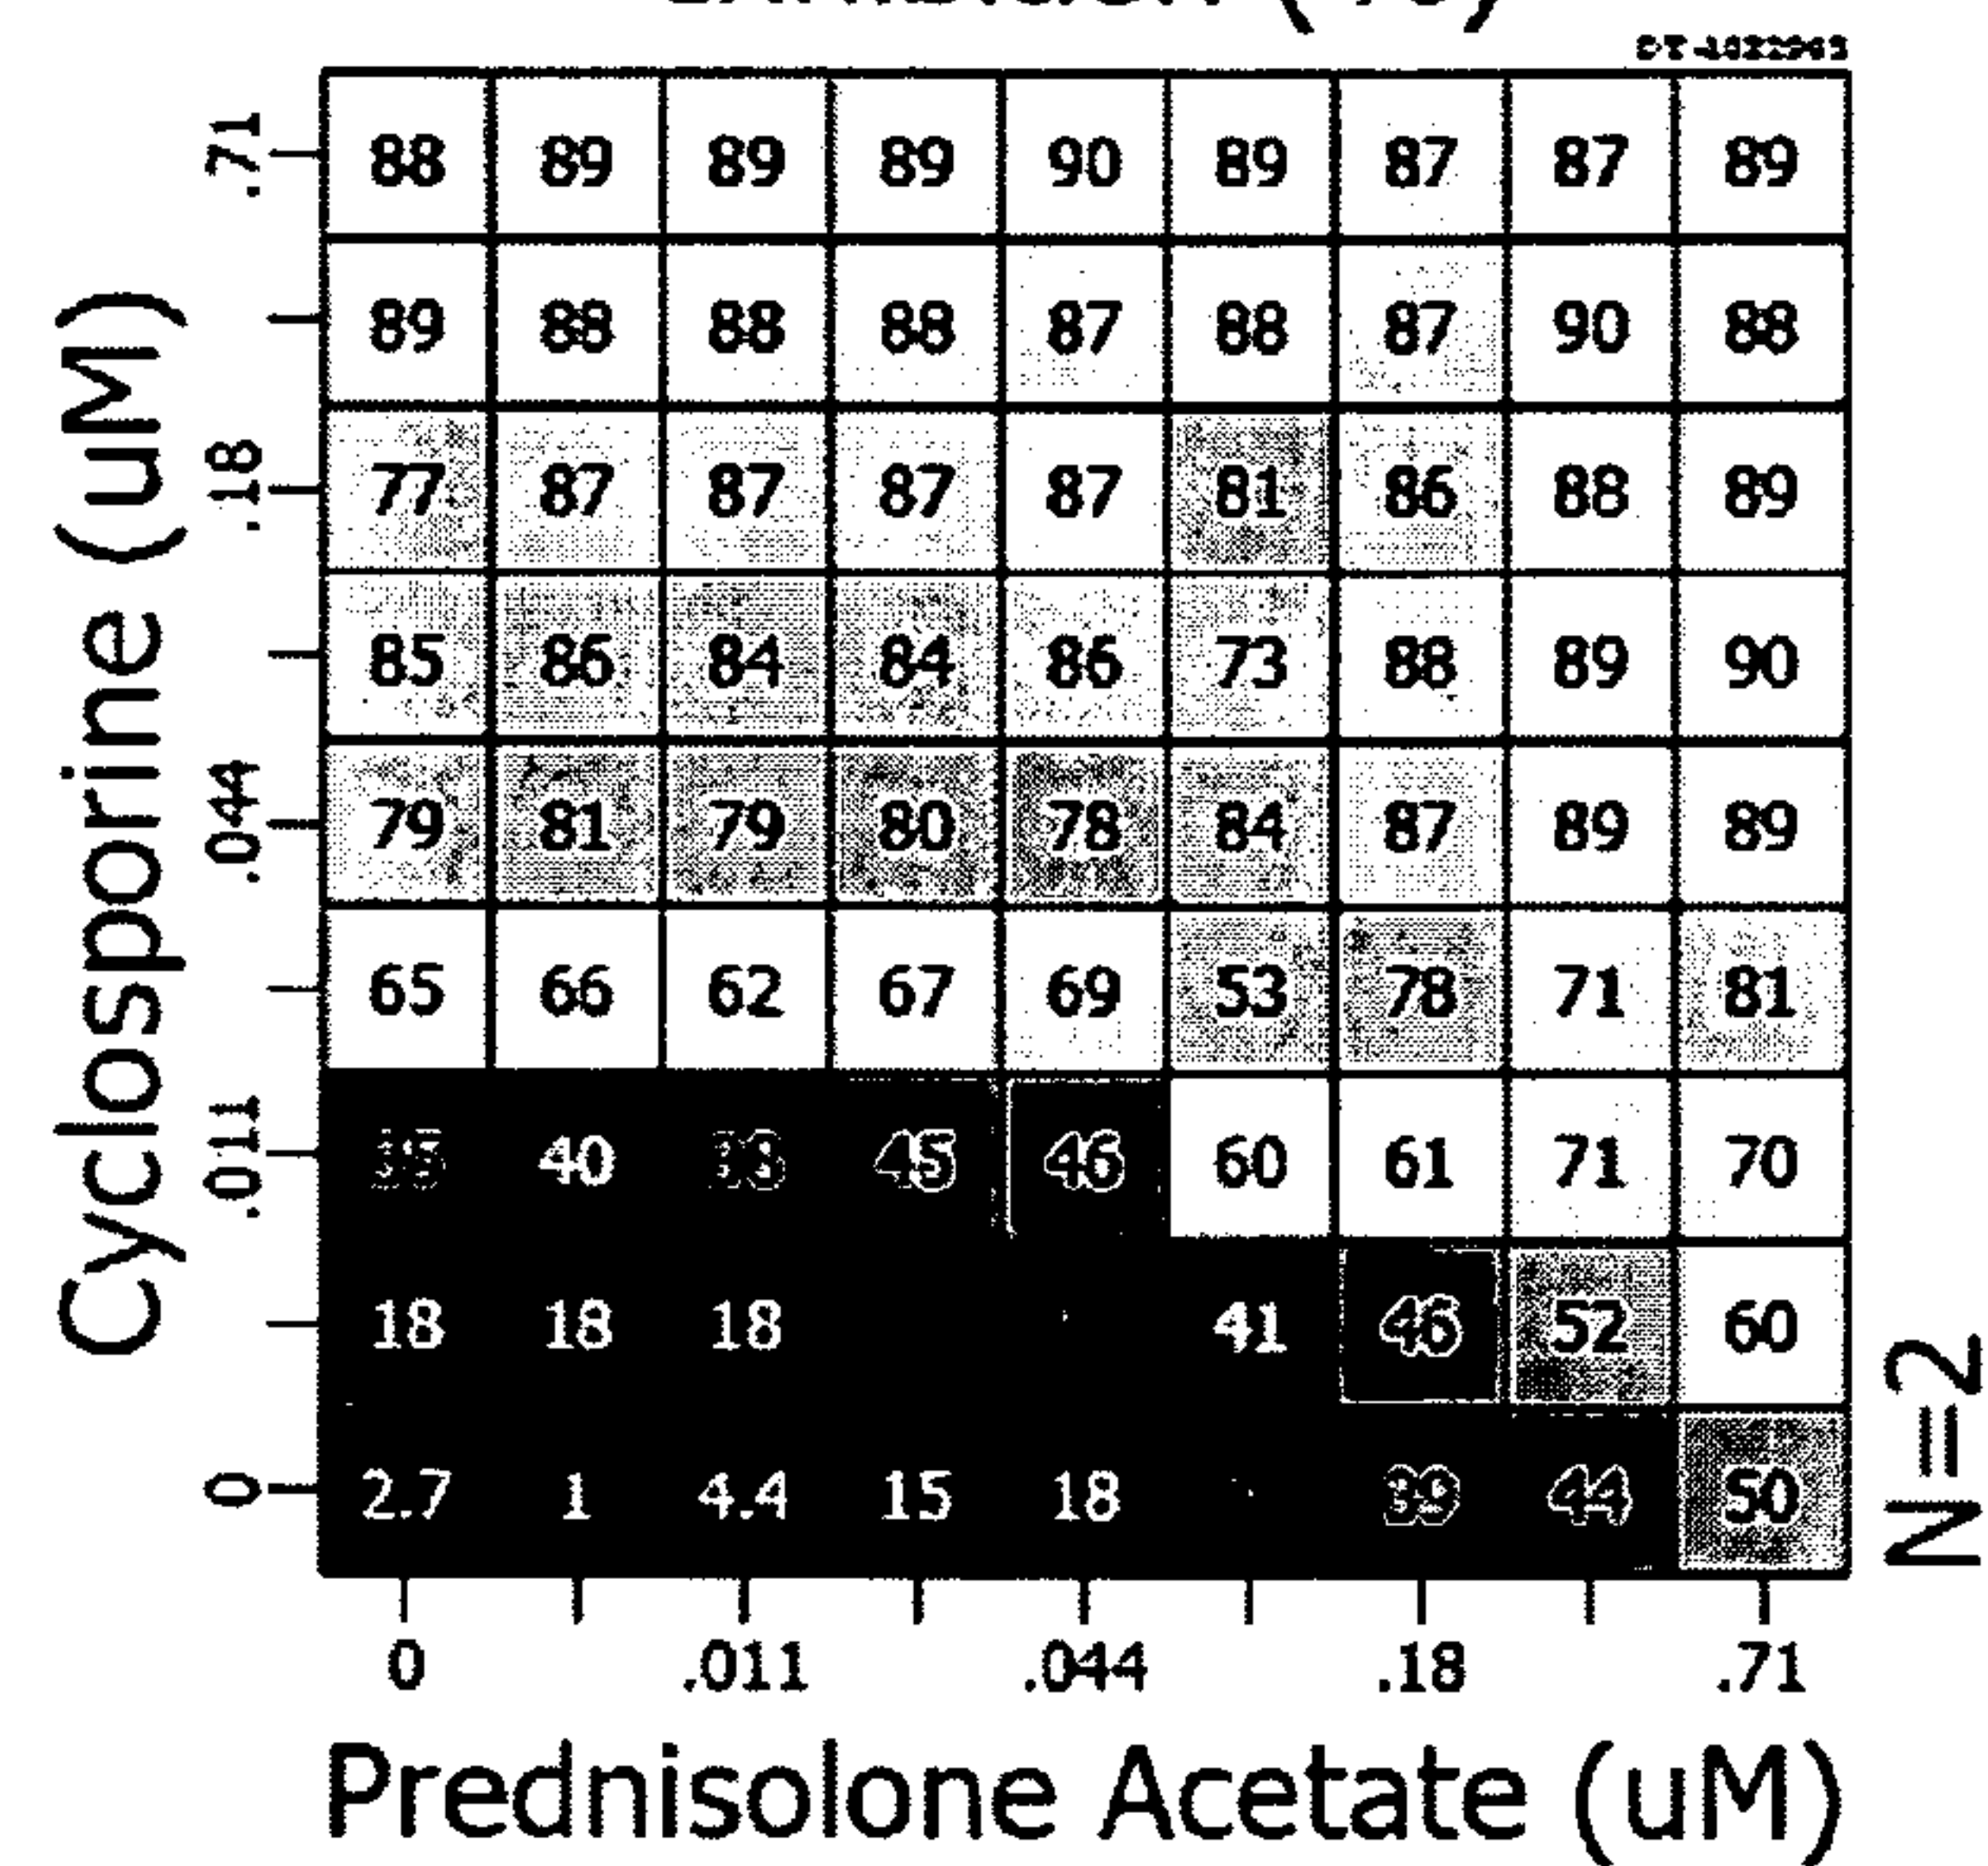 .71 88 89 89 89 90 89 87 87 89
89 88 88 88 87 88 87 90 88
.18 77 87 87 87 87 81 86 88 89
85 86 84 84 86 73 88 89 90
.044 79 81 79 80 78 84 87 89 89
65 66 62 67 69 53 78 71 81
.011 35 40 45 46 60 61 71 70
18 18 18 41 46 52 60
0 2.7 1 4.4 15 18 39 44 50
0 .011 .044 .18 .71
Cyclosporine (uM)
Prednisolone Acetate (uM)
N=2